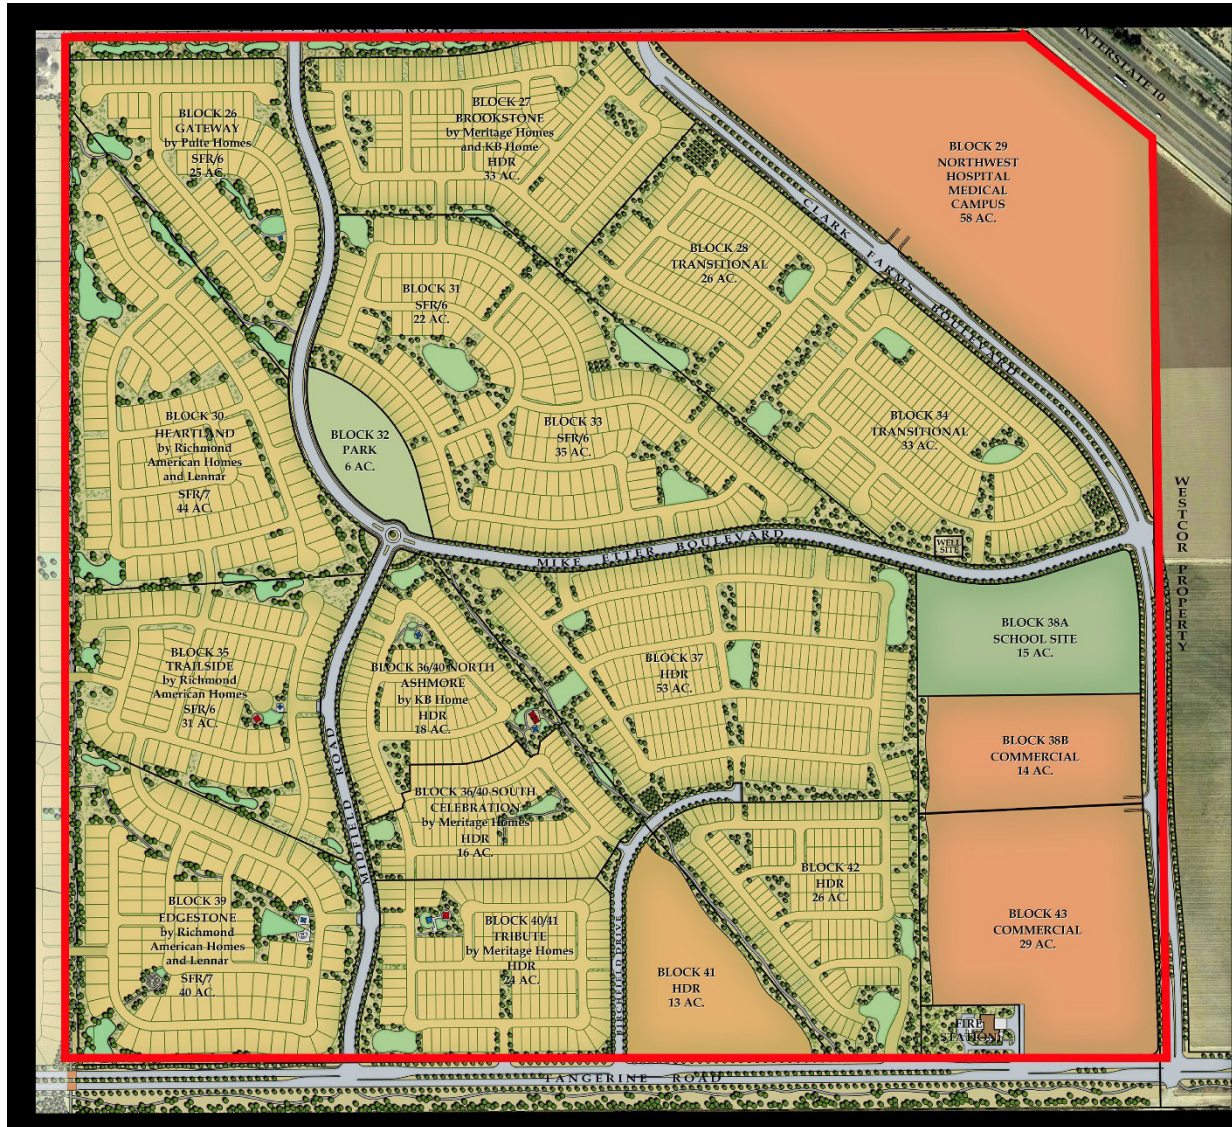 MOORE ROAD
INTERSTATE 10
BLOCK 26
GATEWAY
by Pulte Homes
SFR/6
25 AC.
BLOCK 27
BROOKSTONE
by Meritage Homes
and KB Home
HDR
33 AC.
BLOCK 29
NORTHWEST
HOSPITAL
MEDICAL
CAMPUS
58 AC.
CLARK FARMS BOULEVARD
BLOCK 28
TRANSITIONAL
26 AC.
BLOCK 31
SFR/6
22 AC.
BLOCK 30
HEARTLAND
by Richmond
American Homes
and Lennar
SFR/7
44 AC.
BLOCK 32
PARK
6 AC.
BLOCK 33
SFR/6
35 AC.
BLOCK 34
TRANSITIONAL
33 AC.
WESTCOR PROPERTY
MIKE ETTER BOULEVARD
WELL
SITE
BLOCK 38A
SCHOOL SITE
15 AC.
BLOCK 35
TRAILSIDE
by Richmond
American Homes
SFR/6
31 AC.
BLOCK 36/40 NORTH
ASHMORE
by KB Home
HDR
18 AC.
BLOCK 37
HDR
53 AC.
BLOCK 38B
COMMERCIAL
14 AC.
MIDFIELD ROAD
BLOCK 36/40 SOUTH
CELEBRATION
by Meritage Homes
HDR
16 AC.
BLOCK 39
EDGESTONE
by Richmond
American Homes
and Lennar
SFR/7
40 AC.
BLOCK 40/41
TRIBUTE
by Meritage Homes
HDR
24 AC.
BIRCHFIELD DRIVE
BLOCK 41
HDR
13 AC.
BLOCK 42
HDR
26 AC.
BLOCK 43
COMMERCIAL
29 AC.
FIRE
STATION
TANGERINE ROAD